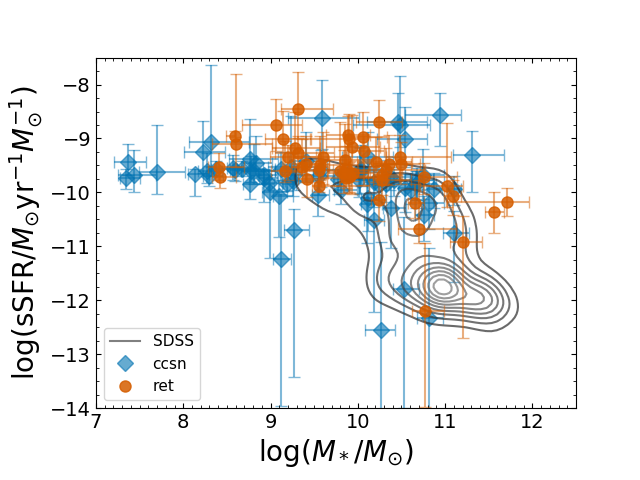 log(sSFR/M⊙yr⁻¹M⊙⁻¹)
−8
−9
−10
−11
−12
−13
−14
SDSS
ccsn
ret
7 8 9 10 11 12
log(M*/M⊙)